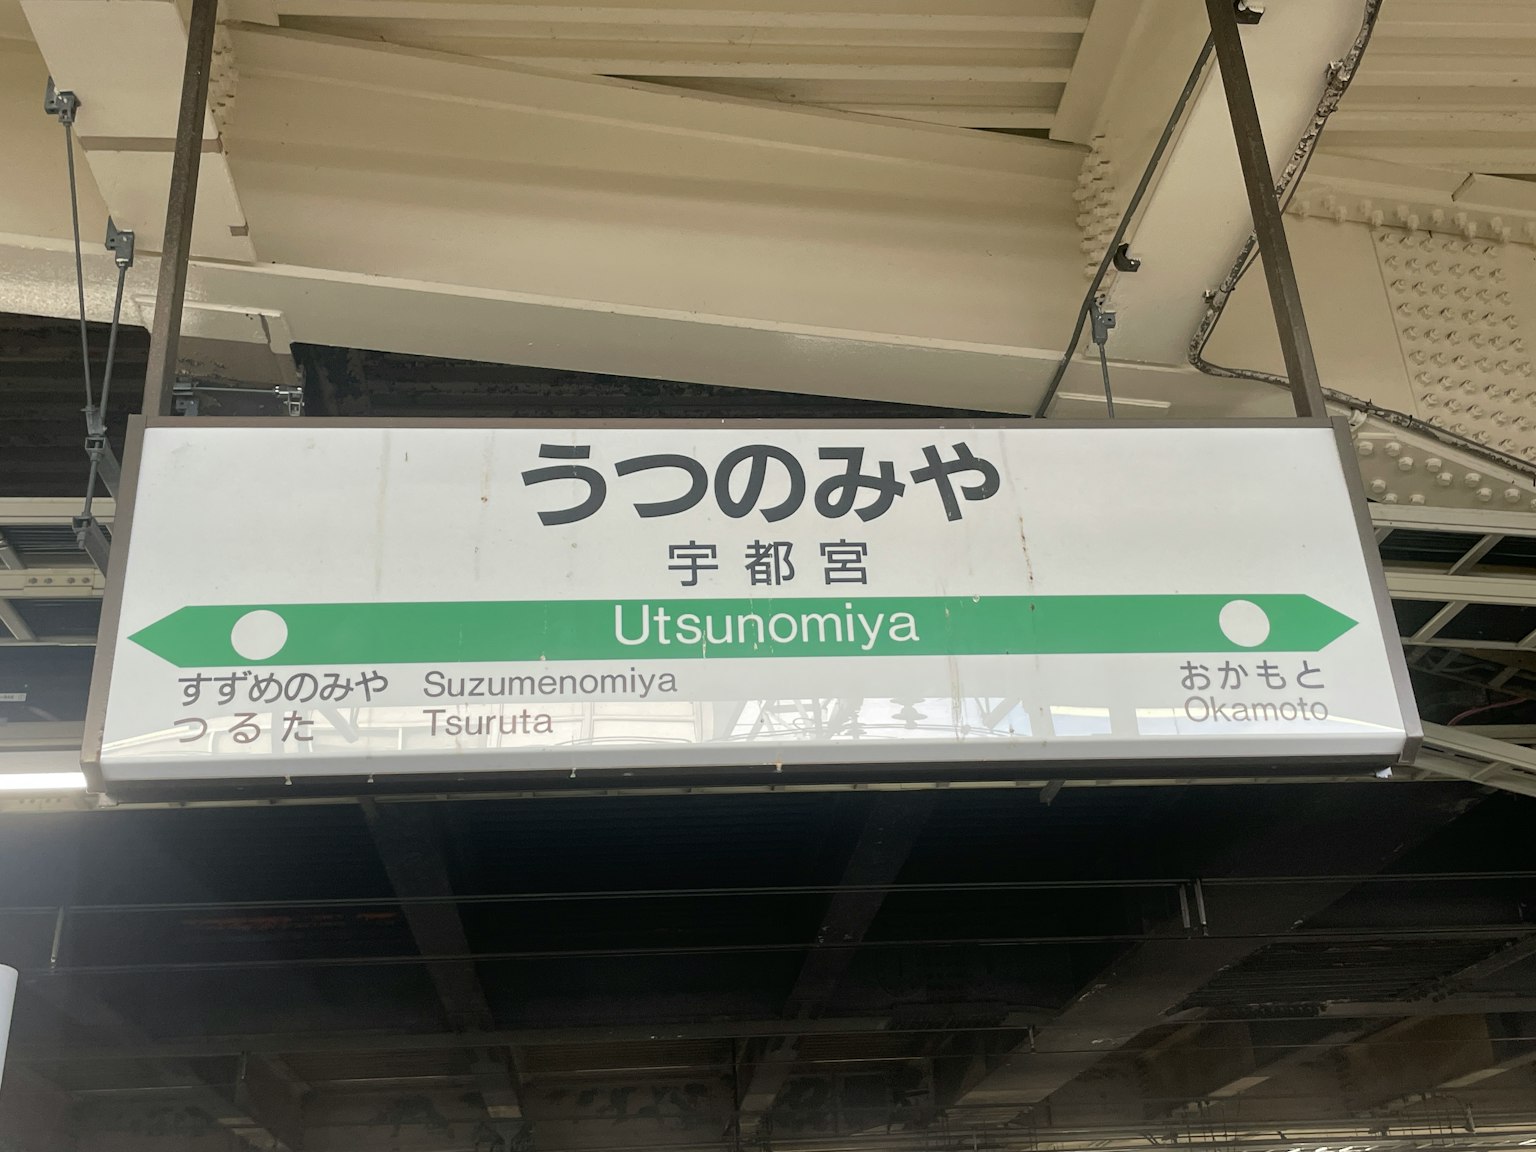 うつのみや
宇都宮
Utsunomiya
すずめのみや Suzumenomiya
つるた Tsuruta
おかもと
Okamoto